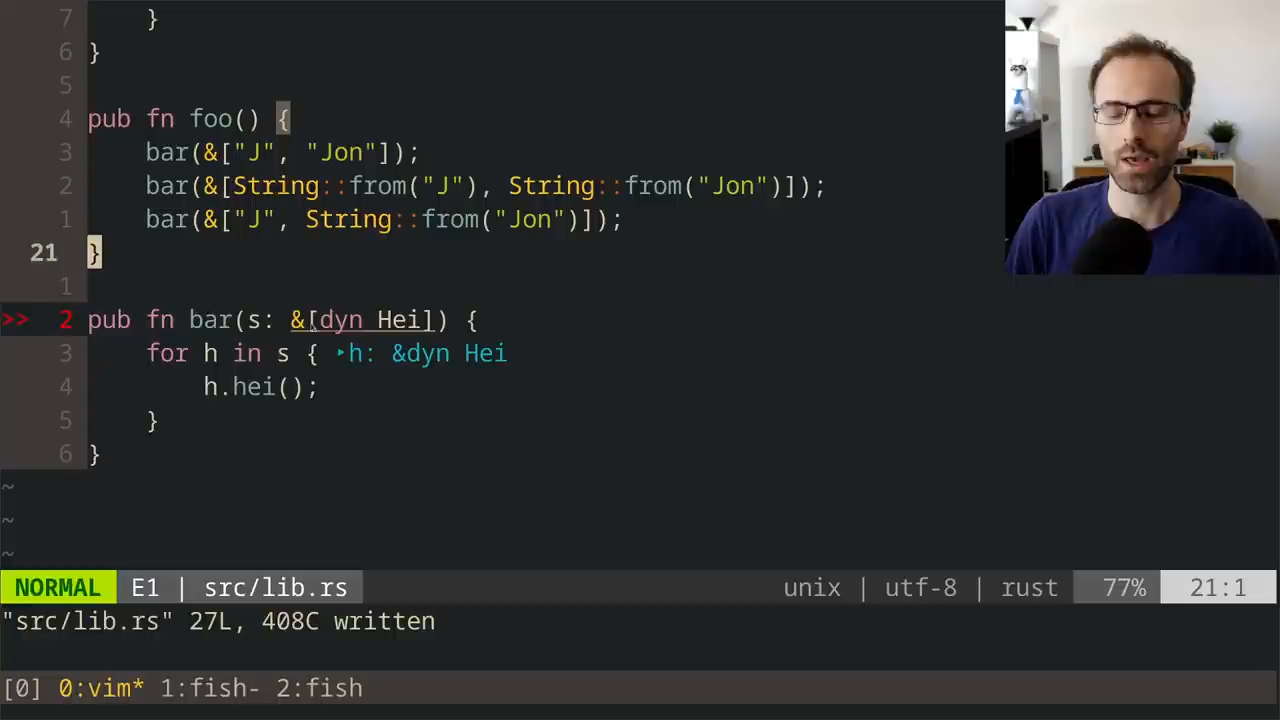 7     }
6 }
5
4 pub fn foo() {
3     bar(&["J", "Jon"]);
2     bar(&[String::from("J"), String::from("Jon")]);
1     bar(&["J", String::from("Jon")]);
21 }
1
>> 2 pub fn bar(s: &[dyn Hei]) {
3     for h in s { ‣h: &dyn Hei
4         h.hei();
5     }
6 }
~
~
~
NORMAL E1 | src/lib.rs unix | utf-8 | rust 77% 21:1
"src/lib.rs" 27L, 408C written
[0] 0:vim* 1:fish- 2:fish